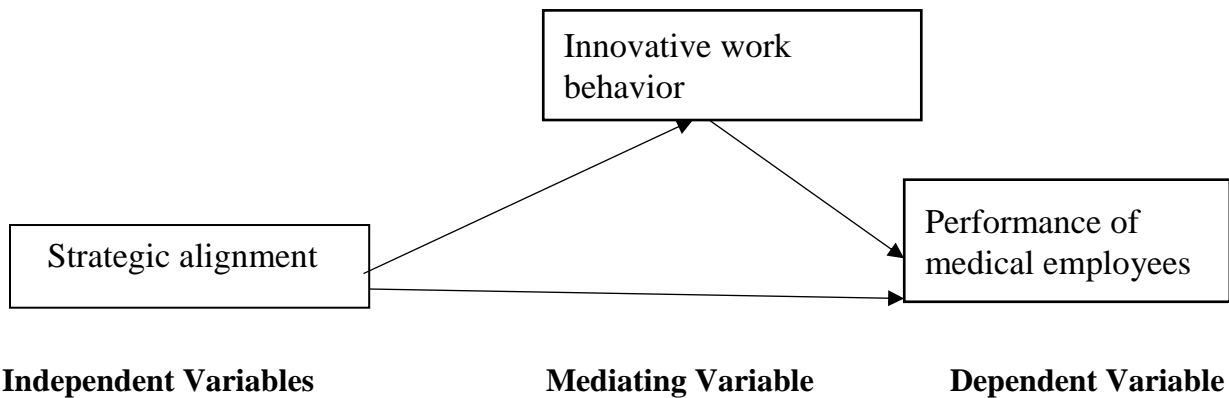 Innovative work
behavior
Strategic alignment
Performance of
medical employees
Independent Variables
Mediating Variable
Dependent Variable